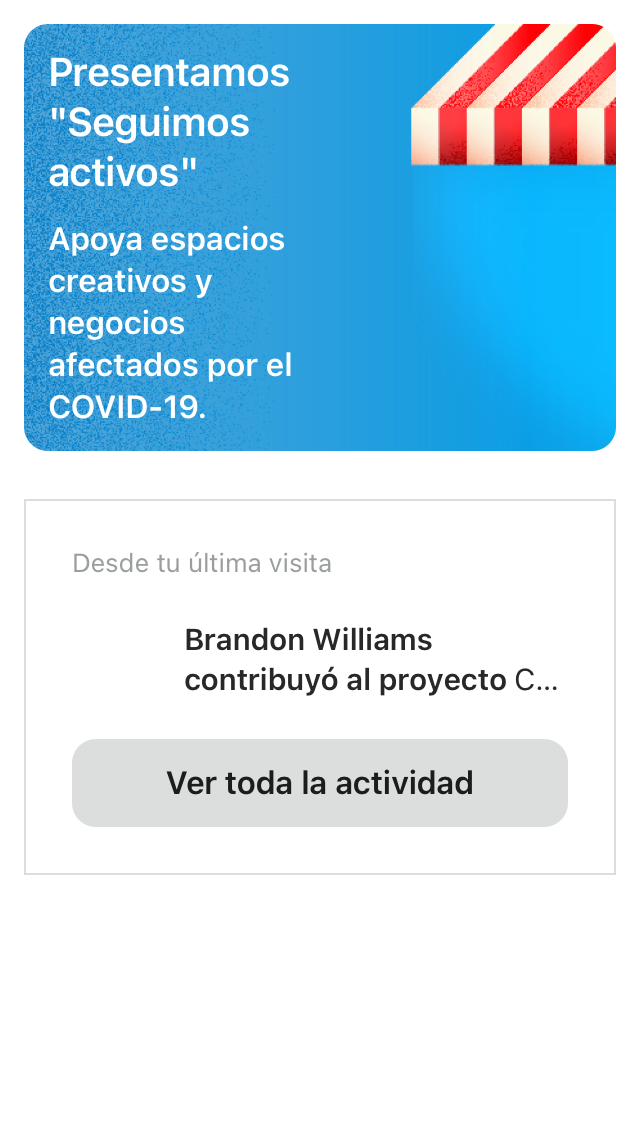 Presentamos
"Seguimos
activos"
Apoya espacios
creativos y
negocios
afectados por el
COVID-19.
Desde tu última visita
Brandon Williams
contribuyó al proyecto C...
Ver toda la actividad